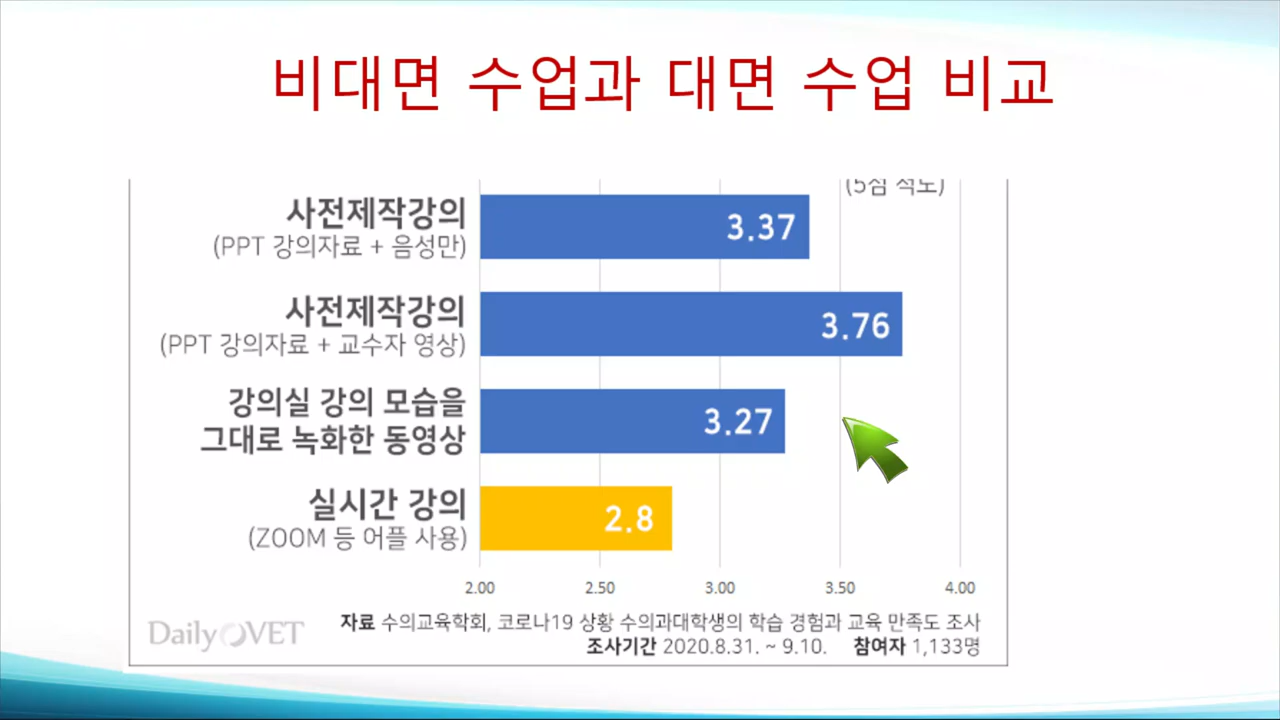 비대면 수업과 대면 수업 비교
(5점 척도)
사전제작강의
(PPT 강의자료 + 음성만)
3.37
사전제작강의
(PPT 강의자료 + 교수자 영상)
3.76
강의실 강의 모습을
그대로 녹화한 동영상
3.27
실시간 강의
(ZOOM 등 어플 사용)
2.8
2.00 2.50 3.00 3.50 4.00
자료 수의교육학회, 코로나19 상황 수의과대학생의 학습 경험과 교육 만족도 조사
조사기간 2020.8.31. ~ 9.10. 참여자 1,133명
Daily VET